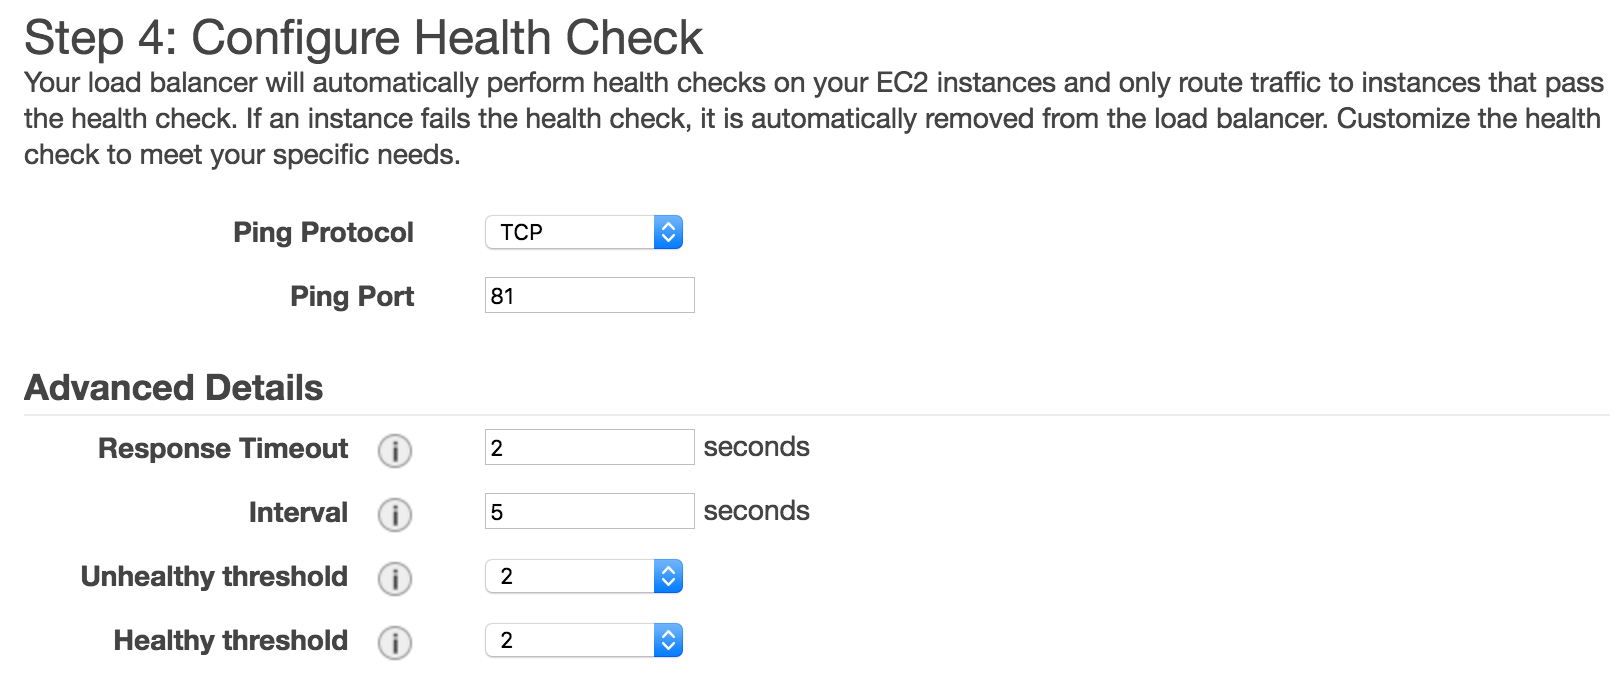 Step 4: Configure Health Check
Your load balancer will automatically perform health checks on your EC2 instances and only route traffic to instances that pass
the health check. If an instance fails the health check, it is automatically removed from the load balancer. Customize the health
check to meet your specific needs.
Ping Protocol TCP
Ping Port 81
Advanced Details
Response Timeout i 2 seconds
Interval i 5 seconds
Unhealthy threshold i 2
Healthy threshold i 2